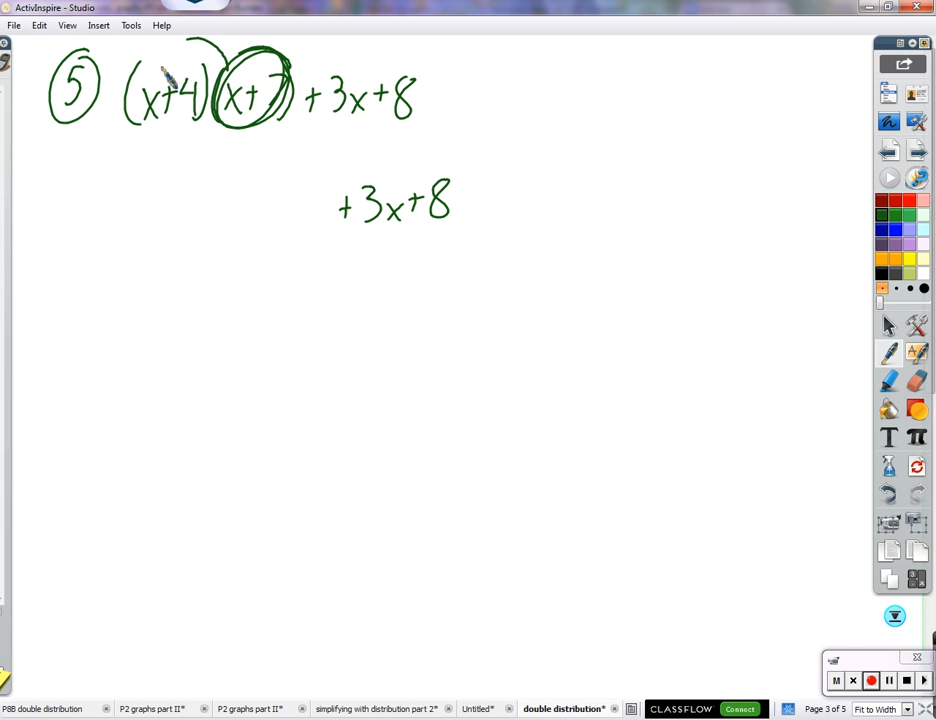 ActivInspire - Studio
File Edit View Insert Tools Help
5 (x+4)(x+7)+3x+8
+3x+8
M
P8B double distribution P2 graphs part II* P2 graphs part II* simplifying with distribution part 2* Untitled* double distribution* CLASSFLOW Connect Page 3 of 5 Fit to Width